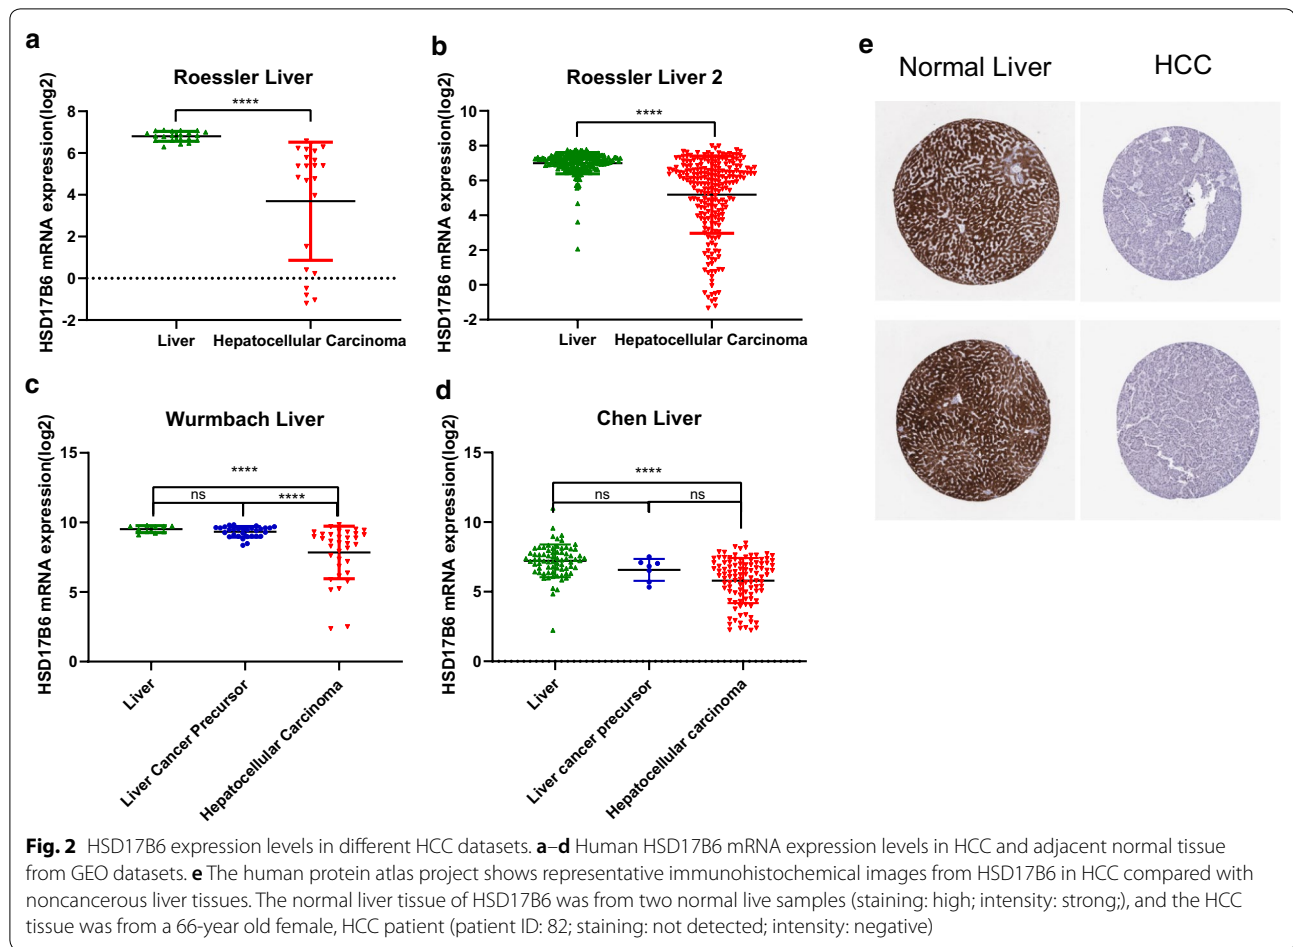 a
Roessler Liver
HSD17B6 mRNA expression(log2)
8
6
4
2
0
-2
****
Liver
Hepatocellular Carcinoma
b
Roessler Liver 2
HSD17B6 mRNA expression(log2)
10
8
6
4
2
0
-2
****
Liver
Hepatocellular Carcinoma
c
Wurmbach Liver
HSD17B6 mRNA expression(log2)
15
10
5
0
****
ns
****
Liver
Liver Cancer Precursor
Hepatocellular Carcinoma
d
Chen Liver
HSD17B6 mRNA expression(log2)
15
10
5
0
****
ns
ns
Liver
Liver cancer precursor
Hepatocellular carcinoma
e
Normal Liver
HCC
Fig. 2 HSD17B6 expression levels in different HCC datasets. a–d Human HSD17B6 mRNA expression levels in HCC and adjacent normal tissue
from GEO datasets. e The human protein atlas project shows representative immunohistochemical images from HSD17B6 in HCC compared with
noncancerous liver tissues. The normal liver tissue of HSD17B6 was from two normal live samples (staining: high; intensity: strong;), and the HCC
tissue was from a 66-year old female, HCC patient (patient ID: 82; staining: not detected; intensity: negative)